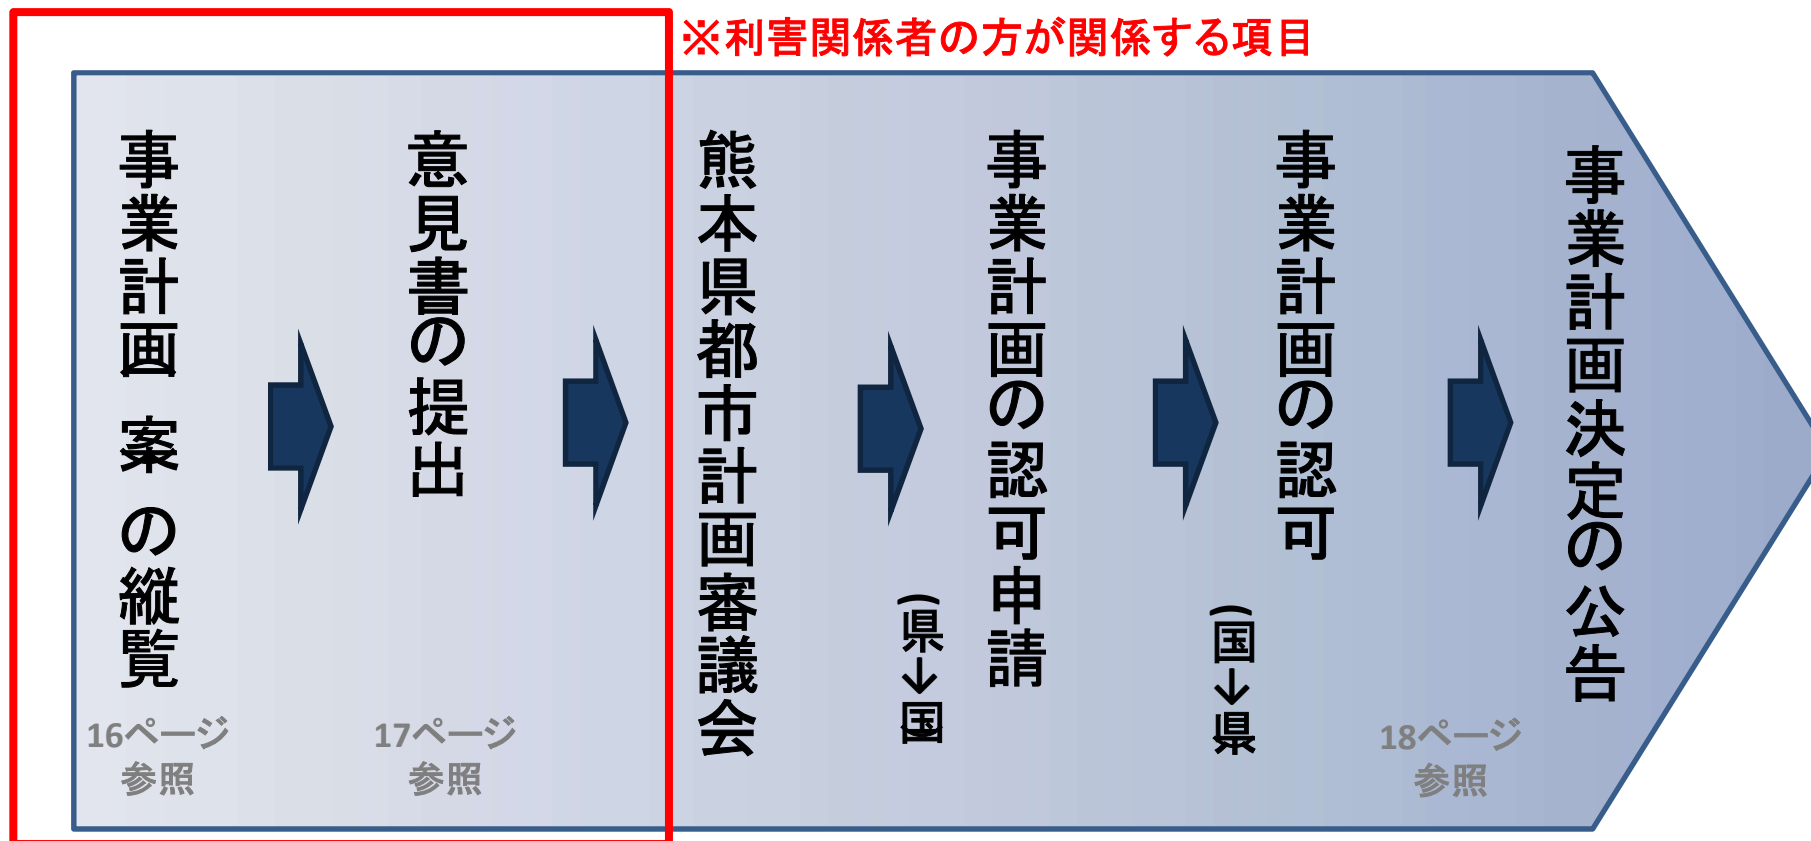 ※利害関係者の方が関係する項目
事業計画 案 の縦覧
16ページ
参照
意見書の提出
17ページ
参照
熊本県都市計画審議会
事業計画の認可申請
(県→国
事業計画の認可
(国→県
事業計画決定の公告
18ページ
参照